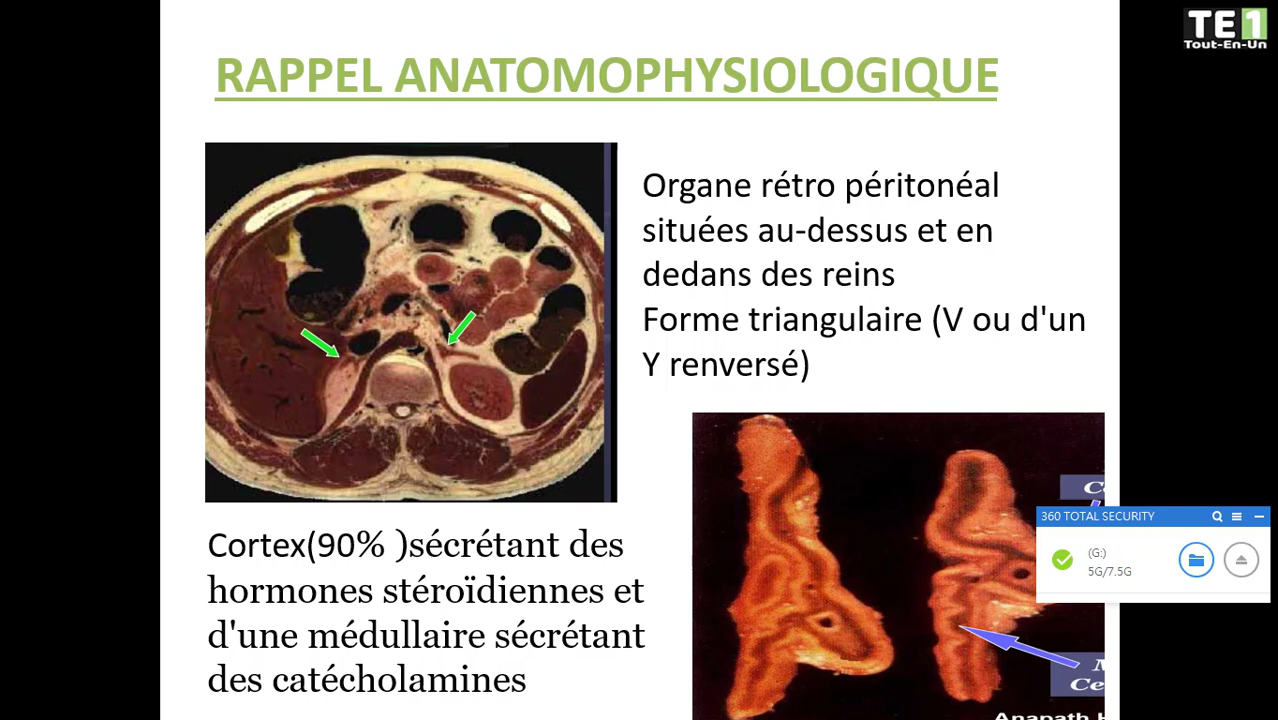 TE1
Tout-En-Un
RAPPEL ANATOMOPHYSIOLOGIQUE
Organe rétro péritonéal
situées au-dessus et en
dedans des reins
Forme triangulaire (V ou d'un
Y renversé)
Cortex(90% )sécrétant des
hormones stéroïdiennes et
d'une médullaire sécrétant
des catécholamines
360 TOTAL SECURITY
(G:)
5G/7.5G
Anapath